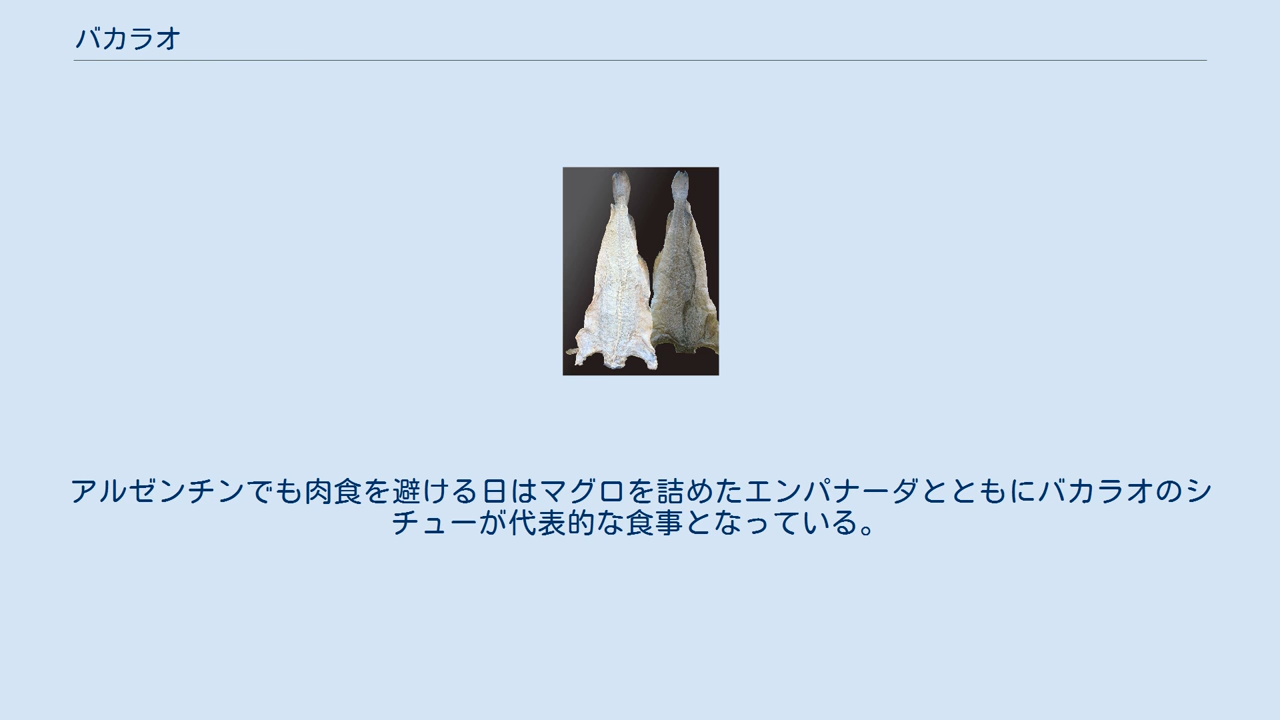 バカラオ
アルゼンチンでも肉食を避ける日はマグロを詰めたエンパナーダとともにバカラオのシ
チューが代表的な食事となっている。